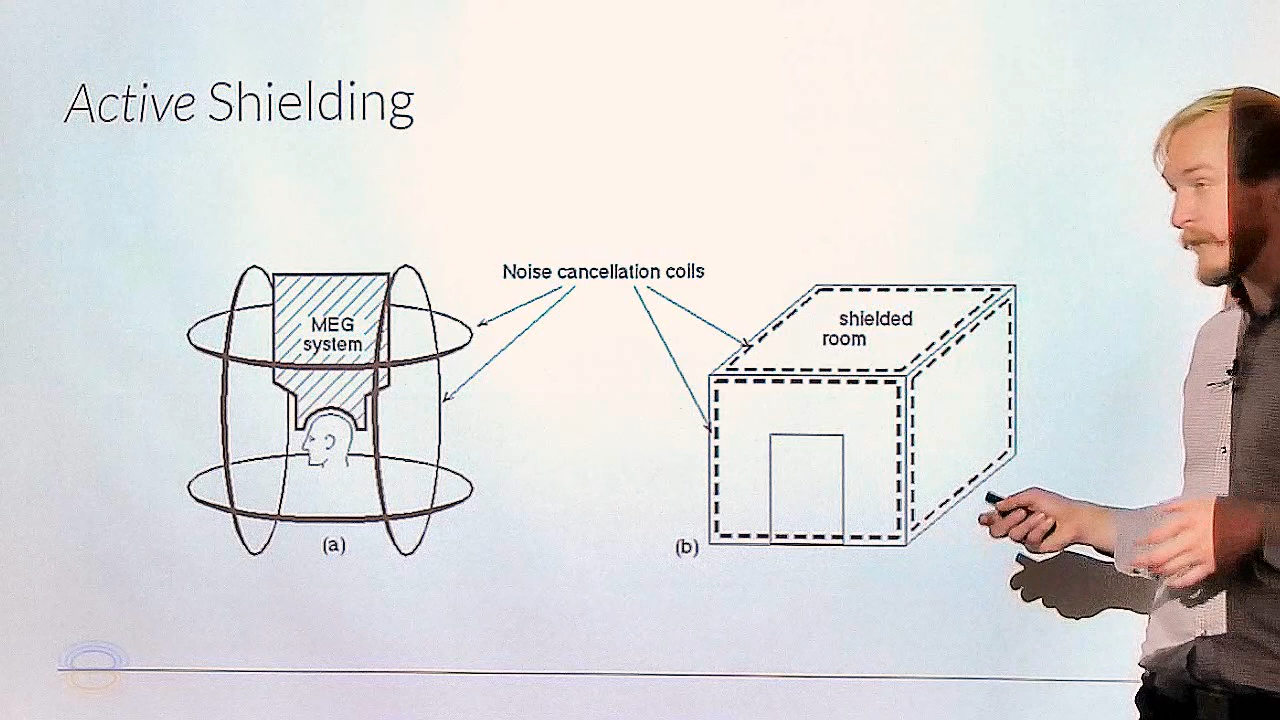 Active Shielding
Noise cancellation coils
MEG
system
shielded
room
(a)
(b)